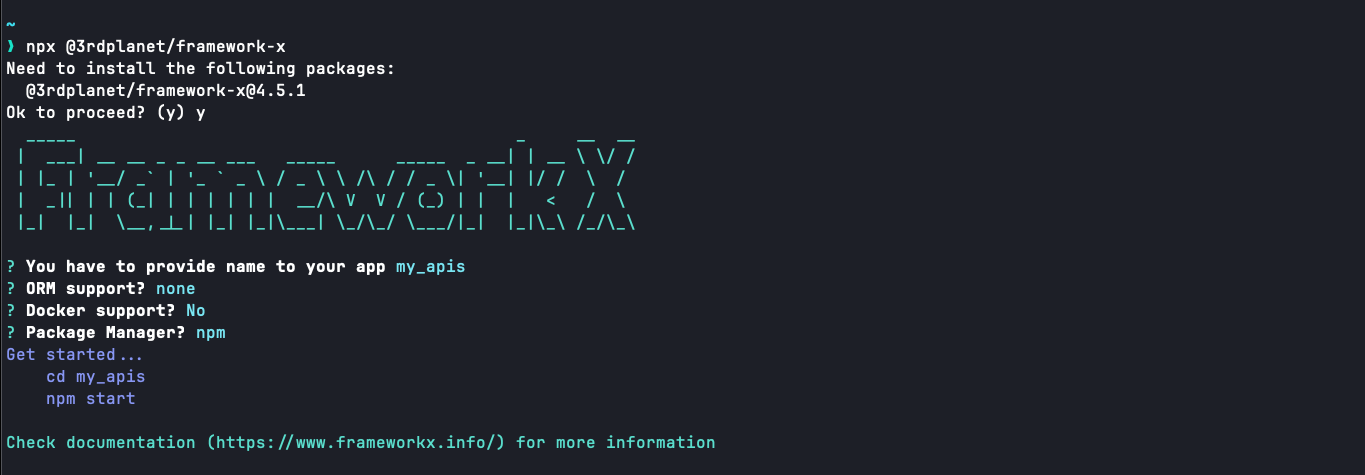 ~
❯ npx @3rdplanet/framework-x
Need to install the following packages:
  @3rdplanet/framework-x@4.5.1
Ok to proceed? (y) y
FrameworkX
? You have to provide name to your app my_apis
? ORM support? none
? Docker support? No
? Package Manager? npm
Get started...
    cd my_apis
    npm start
Check documentation (https://www.frameworkx.info/) for more information